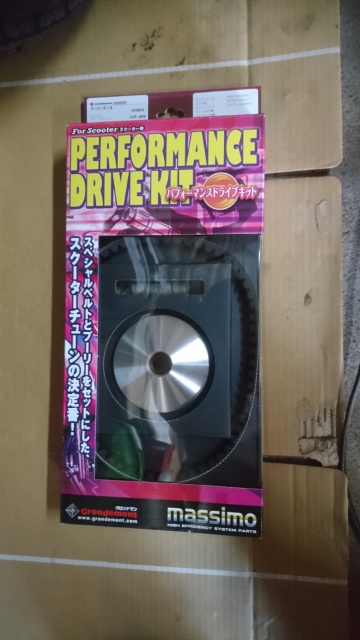 For Scooter スクーター用
PERFORMANCE
DRIVE KIT
パフォーマンスドライブキット
スペシャルベルトとプーリーをセットにした、
スクーターチューンの決定番!
グロンドマン
Grondement
www.grondement.com
massimo
HIGH EFFICIENCY SYSTEM PARTS